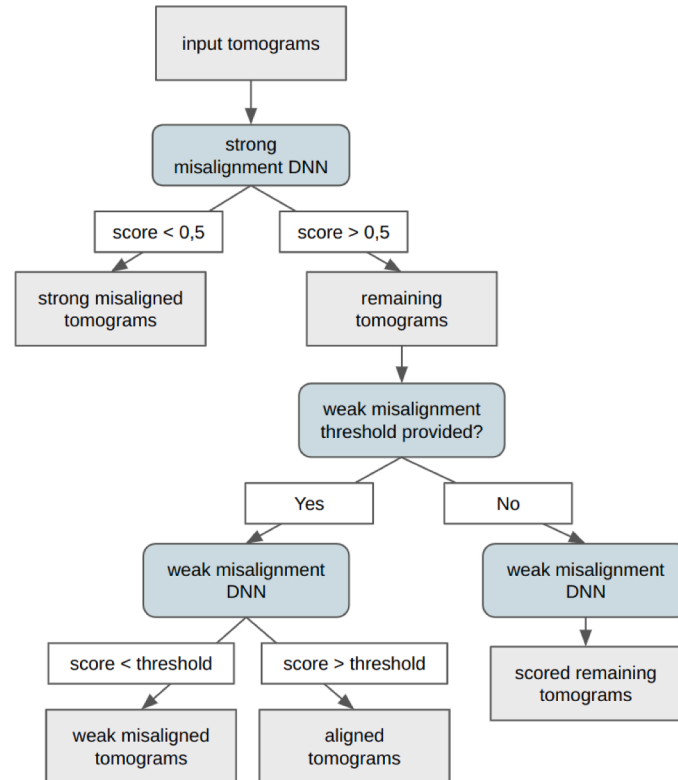 input tomograms
strong
misalignment DNN
score < 0,5
score > 0,5
strong misaligned
tomograms
remaining
tomograms
weak misalignment
threshold provided?
Yes
No
weak misalignment
DNN
weak misalignment
DNN
score < threshold
score > threshold
scored remaining
tomograms
weak misaligned
tomograms
aligned
tomograms